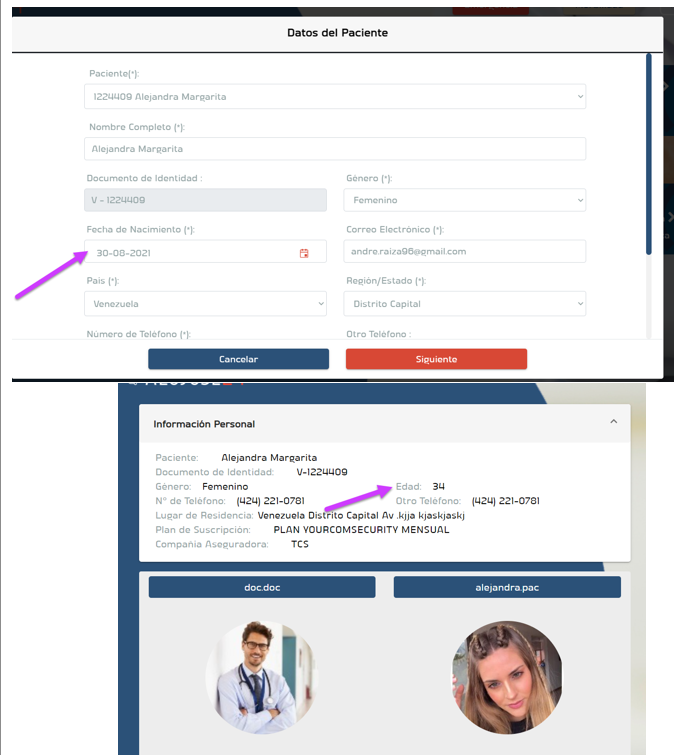 Datos del Paciente
Paciente(*):
1224409 Alejandra Margarita
Nombre Completo (*):
Alejandra Margarita
Documento de Identidad : Género (*):
V - 1224409 Femenino
Fecha de Nacimiento (*): Correo Electrónico (*):
30-08-2021 andre.raiza96@gmail.com
País (*): Región/Estado (*):
Venezuela Distrito Capital
Número de Teléfono (*): Otro Teléfono :
Cancelar Siguiente
Información Personal
Paciente: Alejandra Margarita
Documento de Identidad: V-1224409
Género: Femenino Edad: 34
N° de Teléfono: (424) 221-0781 Otro Teléfono: (424) 221-0781
Lugar de Residencia: Venezuela Distrito Capital Av .kjja kjaskjaskj
Plan de Suscripción: PLAN YOURCOMSECURITY MENSUAL
Compañia Aseguradora: TCS
doc.doc alejandra.pac